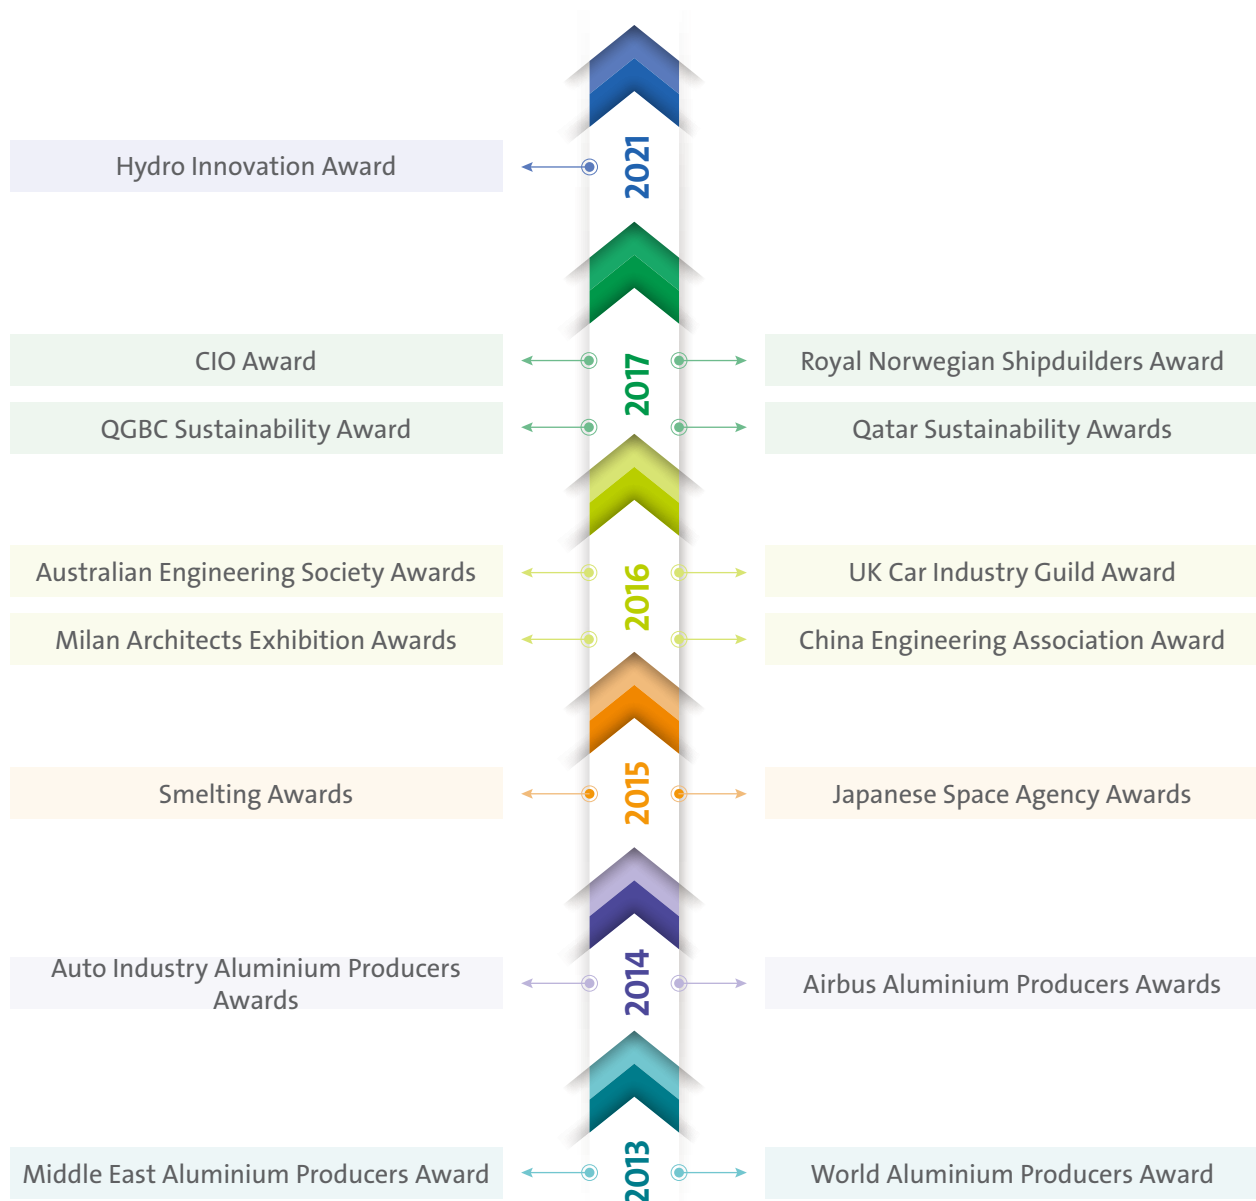 2021
Hydro Innovation Award
2017
CIO Award
Royal Norwegian Shipduilders Award
QGBC Sustainability Award
Qatar Sustainability Awards
2016
Australian Engineering Society Awards
UK Car Industry Guild Award
Milan Architects Exhibition Awards
China Engineering Association Award
2015
Smelting Awards
Japanese Space Agency Awards
2014
Auto Industry Aluminium Producers
Awards
Airbus Aluminium Producers Awards
2013
Middle East Aluminium Producers Award
World Aluminium Producers Award